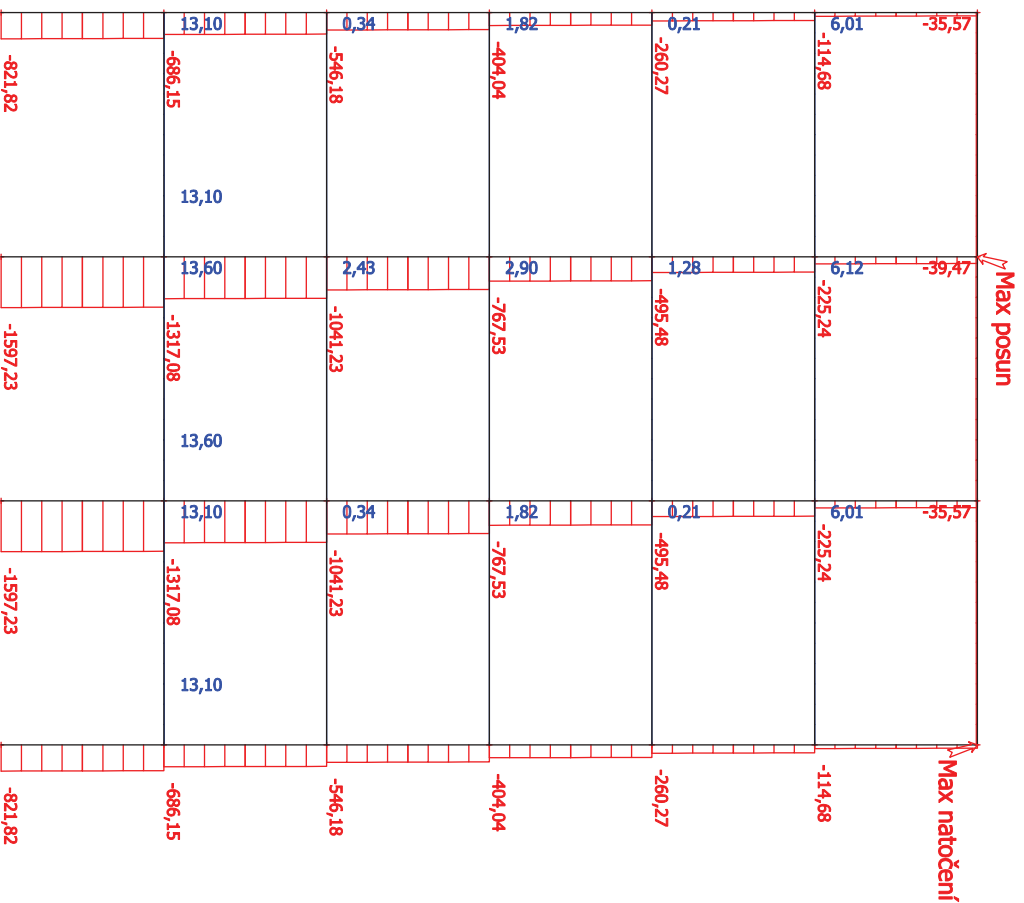 13,10 0,34 1,82 0,21 6,01 -35,57
-821,82 -686,15 -546,18 -404,04 -260,27 -114,68
13,10
13,60 2,43 2,90 1,28 6,12 -39,47
Max posun
-1597,23 -1317,08 -1041,23 -767,53 -495,48 -225,24
13,60
13,10 0,34 1,82 0,21 6,01 -35,57
-1597,23 -1317,08 -1041,23 -767,53 -495,48 -225,24
13,10
Max natočení
-821,82 -686,15 -546,18 -404,04 -260,27 -114,68